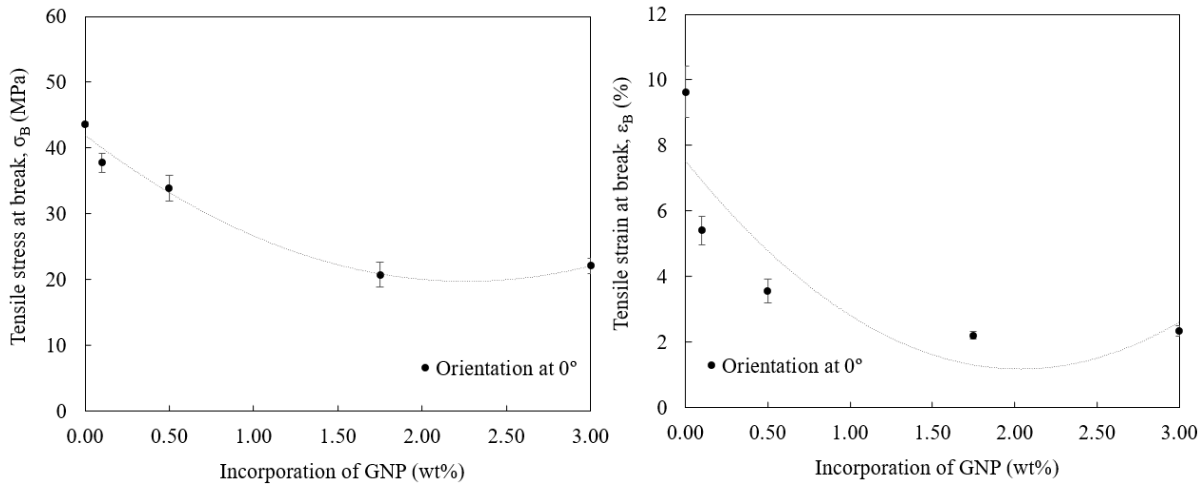 60
50
40
30
20
10
0
Tensile stress at break, σB (MPa)
Orientation at 0°
0.00 0.50 1.00 1.50 2.00 2.50 3.00
Incorporation of GNP (wt%)
12
10
8
6
4
2
0
Tensile strain at break, εB (%)
Orientation at 0°
0.00 0.50 1.00 1.50 2.00 2.50 3.00
Incorporation of GNP (wt%)